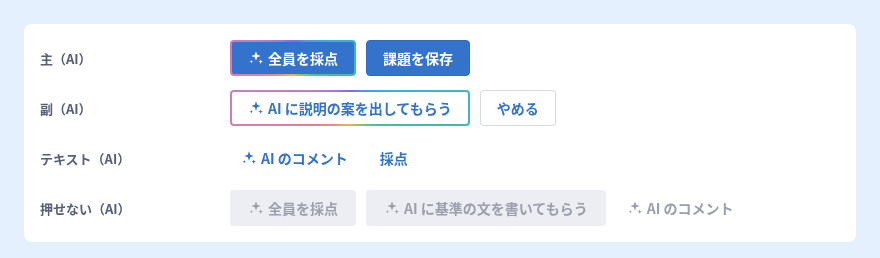 主（AI） 全員を採点 課題を保存
副（AI） AI に説明の案を出してもらう やめる
テキスト（AI） AI のコメント 採点
押せない（AI） 全員を採点 AI に基準の文を書いてもらう AI のコメント